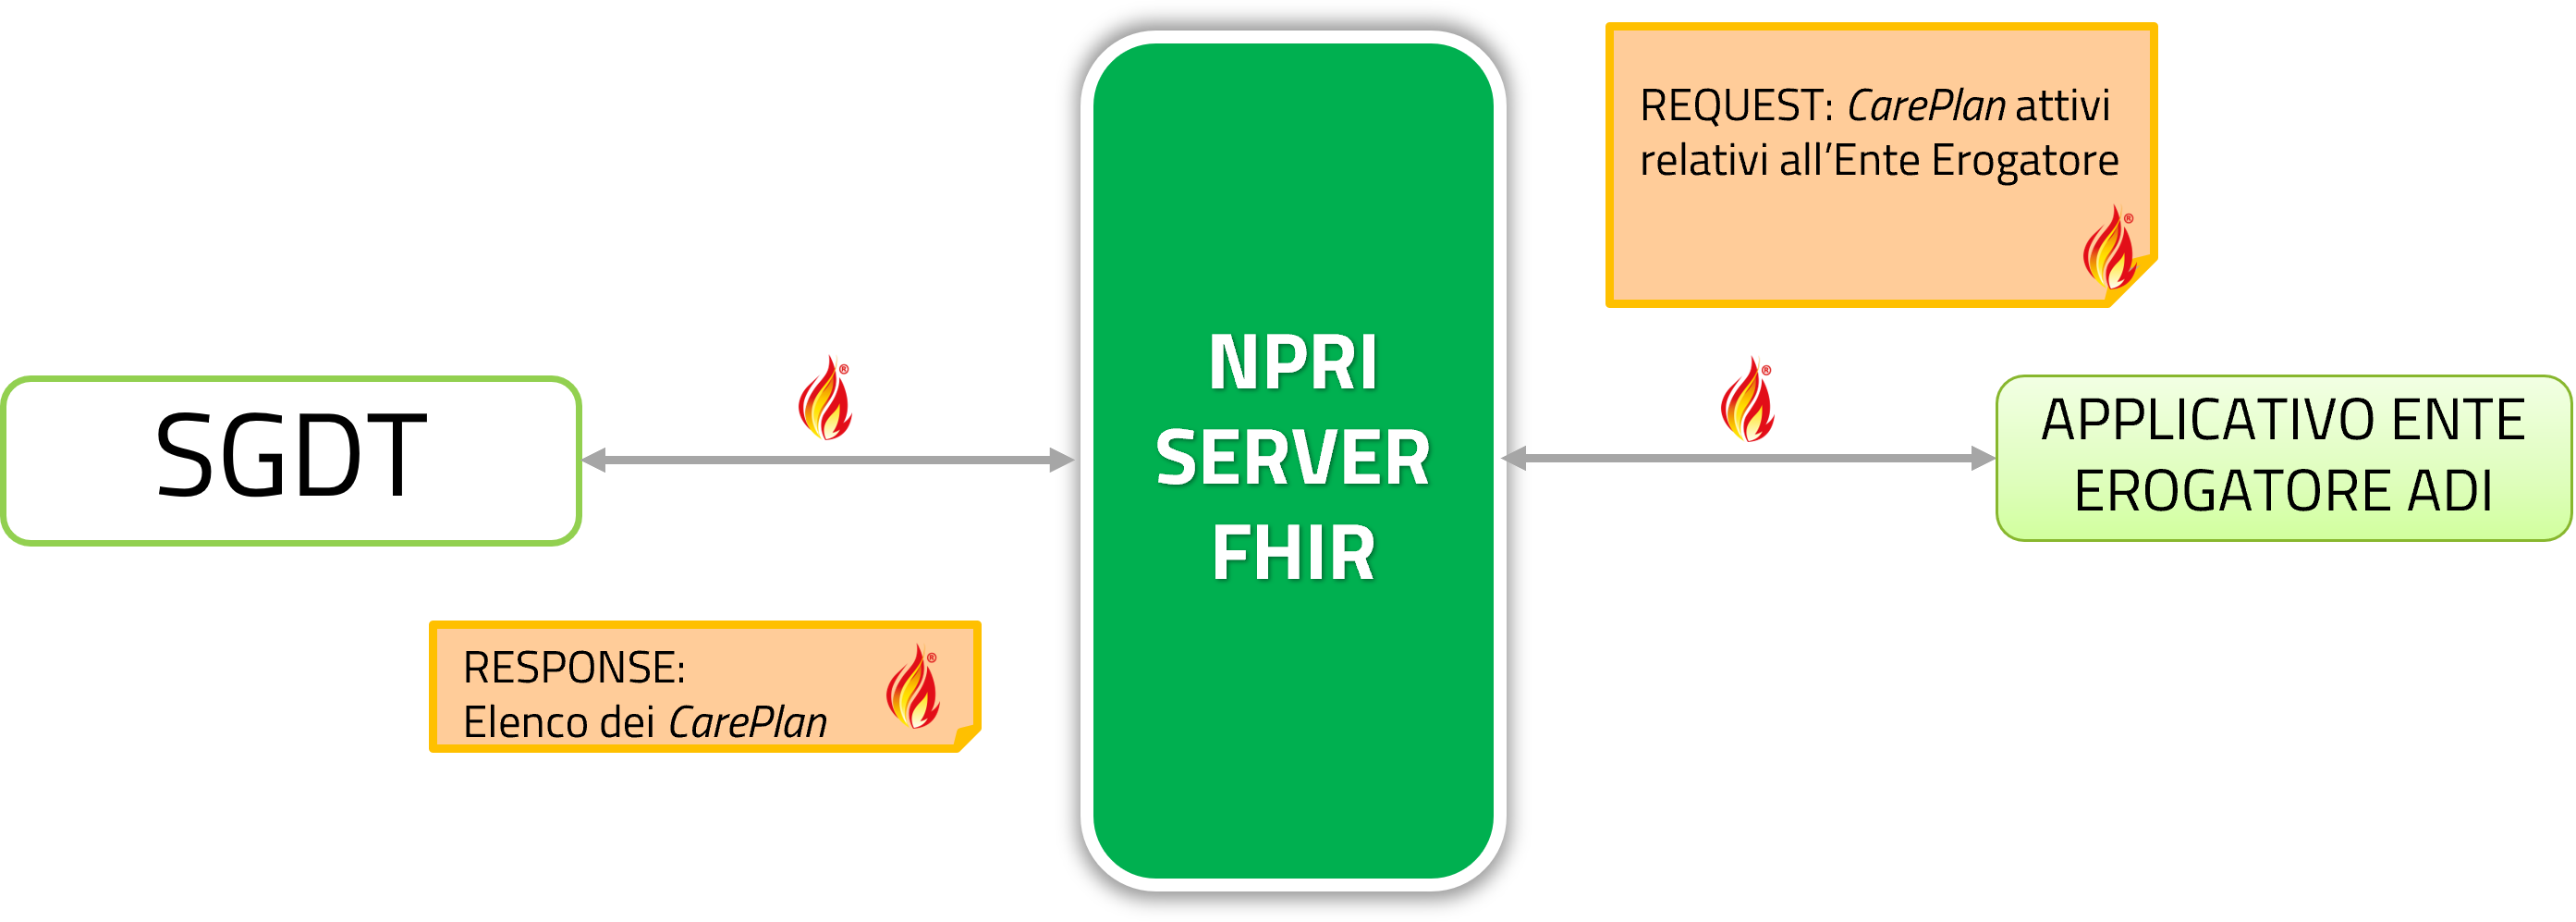 REQUEST: CarePlan attivi
relativi all’Ente Erogatore
®
®
®
NPRI
SERVER
FHIR
SGDT
APPLICATIVO ENTE
EROGATORE ADI
RESPONSE:
Elenco dei CarePlan
®